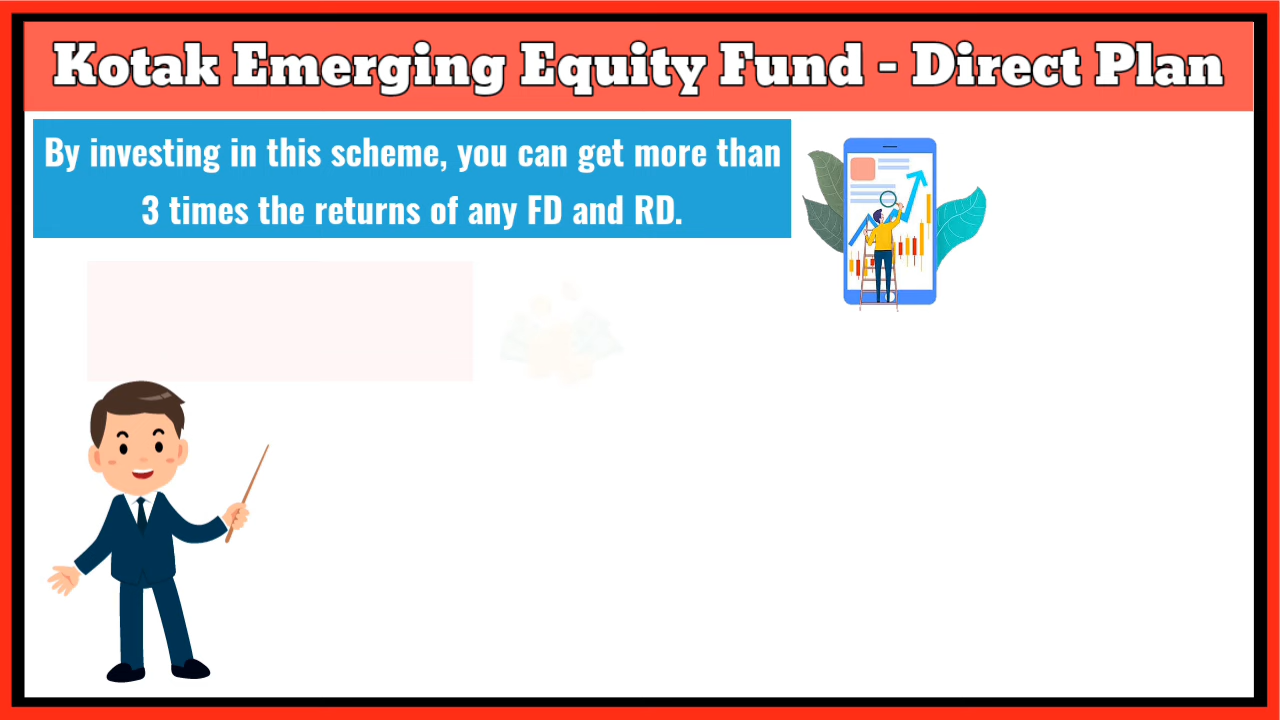 Kotak Emerging Equity Fund - Direct Plan
By investing in this scheme, you can get more than
3 times the returns of any FD and RD.